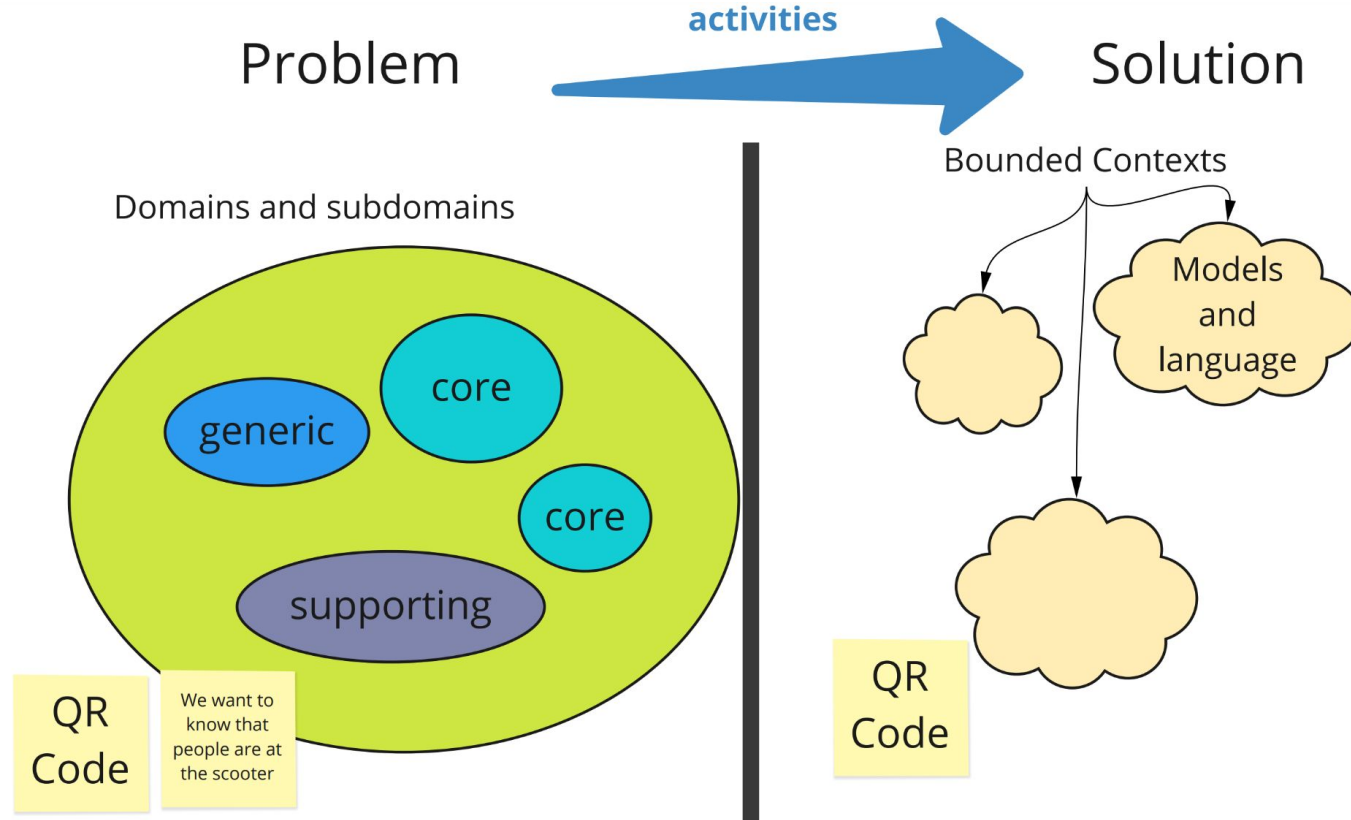 activities
Problem
Solution
Domains and subdomains
generic
core
core
supporting
QR
Code
We want to
know that
people are at
the scooter
Bounded Contexts
Models
and
language
QR
Code